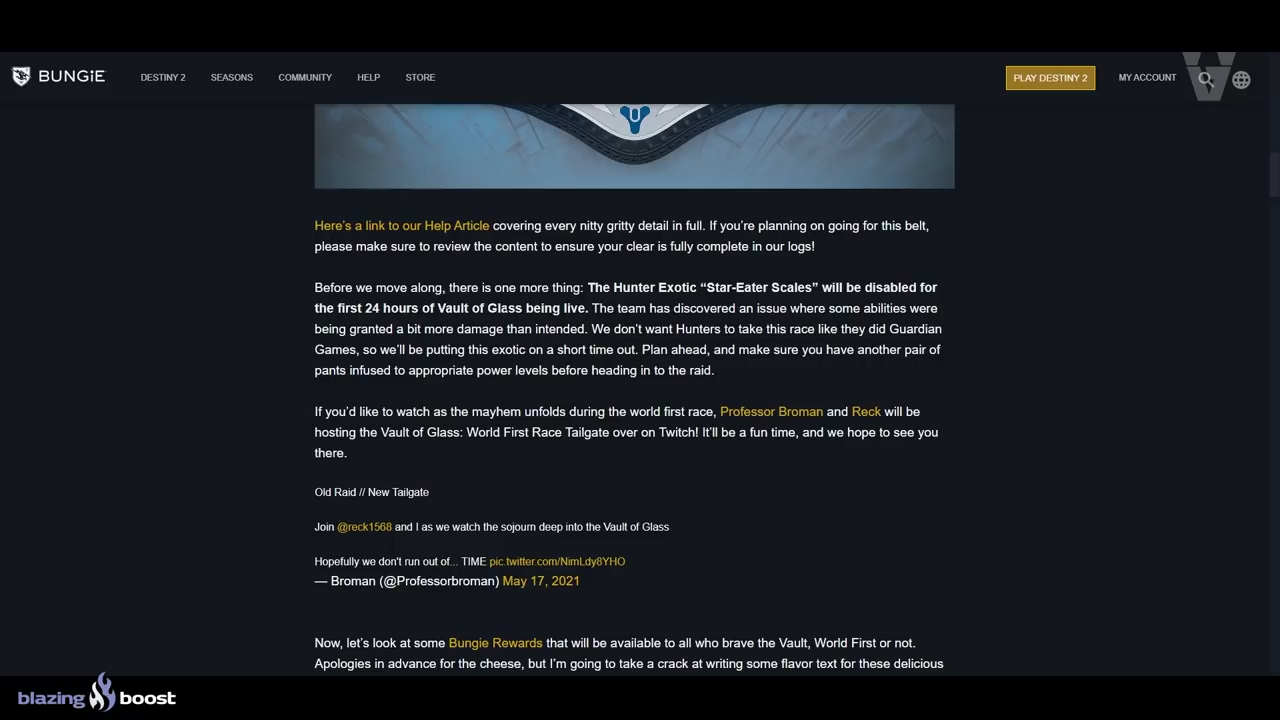 BUNGiE
DESTINY 2 SEASONS COMMUNITY HELP STORE
PLAY DESTINY 2 MY ACCOUNT
Here's a link to our Help Article covering every nitty gritty detail in full. If you're planning on going for this belt,
please make sure to review the content to ensure your clear is fully complete in our logs!
Before we move along, there is one more thing: The Hunter Exotic “Star-Eater Scales” will be disabled for
the first 24 hours of Vault of Glass being live. The team has discovered an issue where some abilities were
being granted a bit more damage than intended. We don't want Hunters to take this race like they did Guardian
Games, so we'll be putting this exotic on a short time out. Plan ahead, and make sure you have another pair of
pants infused to appropriate power levels before heading in to the raid.
If you'd like to watch as the mayhem unfolds during the world first race, Professor Broman and Reck will be
hosting the Vault of Glass: World First Race Tailgate over on Twitch! It'll be a fun time, and we hope to see you
there.
Old Raid // New Tailgate
Join @reck1568 and I as we watch the sojourn deep into the Vault of Glass
Hopefully we don't run out of... TIME pic.twitter.com/NimLdy8YHO
— Broman (@Professorbroman) May 17, 2021
Now, let's look at some Bungie Rewards that will be available to all who brave the Vault, World First or not.
Apologies in advance for the cheese, but I'm going to take a crack at writing some flavor text for these delicious
blazing boost